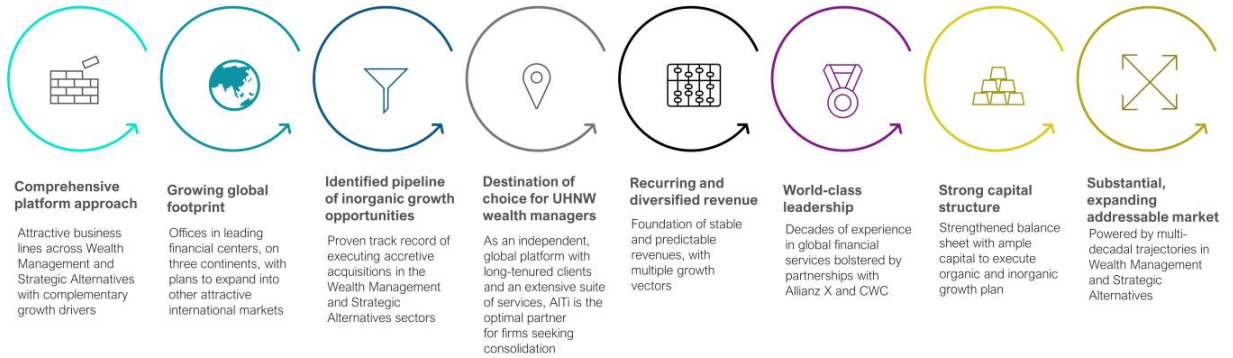 Comprehensive
platform approach
Attractive business
lines across Wealth
Management and
Strategic Alternatives
with complementary
growth drivers
Growing global
footprint
Offices in leading
financial centers, on
three continents, with
plans to expand into
other attractive
international markets
Identified pipeline
of inorganic growth
opportunities
Proven track record of
executing accretive
acquisitions in the
Wealth Management
and Strategic
Alternatives sectors
Destination of
choice for UHNW
wealth managers
As an independent,
global platform with
long-tenured clients
and an extensive suite
of services, AlTi is the
optimal partner
for firms seeking
consolidation
Recurring and
diversified revenue
Foundation of stable
and predictable
revenues, with
multiple growth
vectors
World-class
leadership
Decades of experience
in global financial
services bolstered by
partnerships with
Allianz X and CWC
Strong capital
structure
Strengthened balance
sheet with ample
capital to execute
organic and inorganic
growth plan
Substantial,
expanding
addressable market
Powered by multi-
decadal trajectories in
Wealth Management
and Strategic
Alternatives